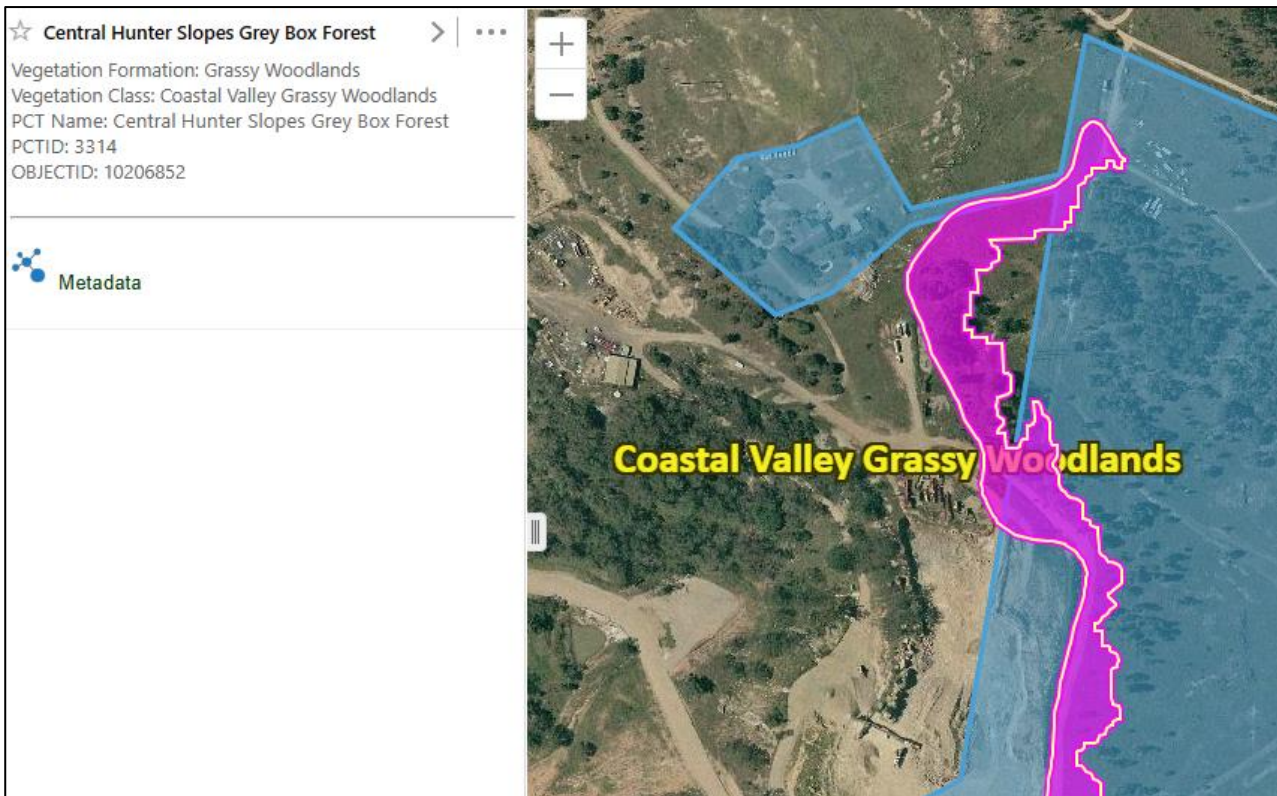 Central Hunter Slopes Grey Box Forest
Vegetation Formation: Grassy Woodlands
Vegetation Class: Coastal Valley Grassy Woodlands
PCT Name: Central Hunter Slopes Grey Box Forest
PCTID: 3314
OBJECTID: 10206852
Metadata
Coastal Valley Grassy Woodlands